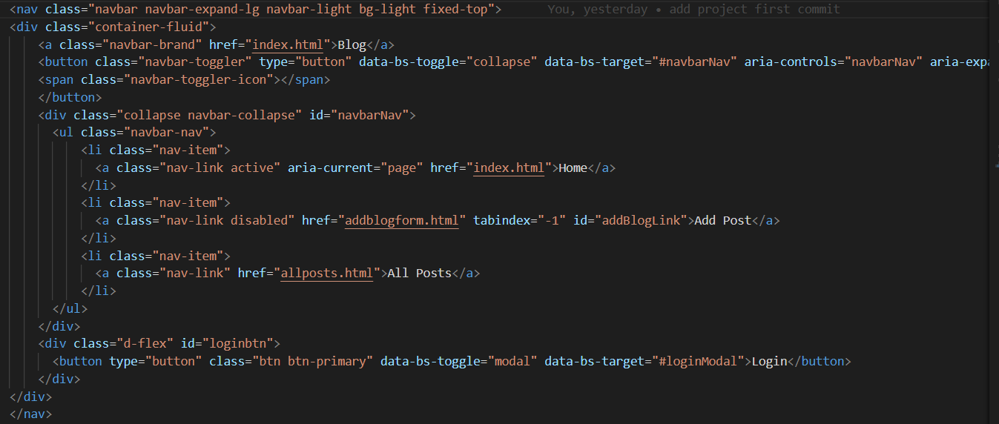 <nav class="navbar navbar-expand-lg navbar-light bg-light fixed-top"> You, yesterday • add project first commit
<div class="container-fluid">
<a class="navbar-brand" href="index.html">Blog</a>
<button class="navbar-toggler" type="button" data-bs-toggle="collapse" data-bs-target="#navbarNav" aria-controls="navbarNav" aria-expa
<span class="navbar-toggler-icon"></span>
</button>
<div class="collapse navbar-collapse" id="navbarNav">
<ul class="navbar-nav">
<li class="nav-item">
<a class="nav-link active" aria-current="page" href="index.html">Home</a>
</li>
<li class="nav-item">
<a class="nav-link disabled" href="addblogform.html" tabindex="-1" id="addBlogLink">Add Post</a>
</li>
<li class="nav-item">
<a class="nav-link" href="allposts.html">All Posts</a>
</li>
</ul>
</div>
<div class="d-flex" id="loginbtn">
<button type="button" class="btn btn-primary" data-bs-toggle="modal" data-bs-target="#loginModal">Login</button>
</div>
</div>
</nav>